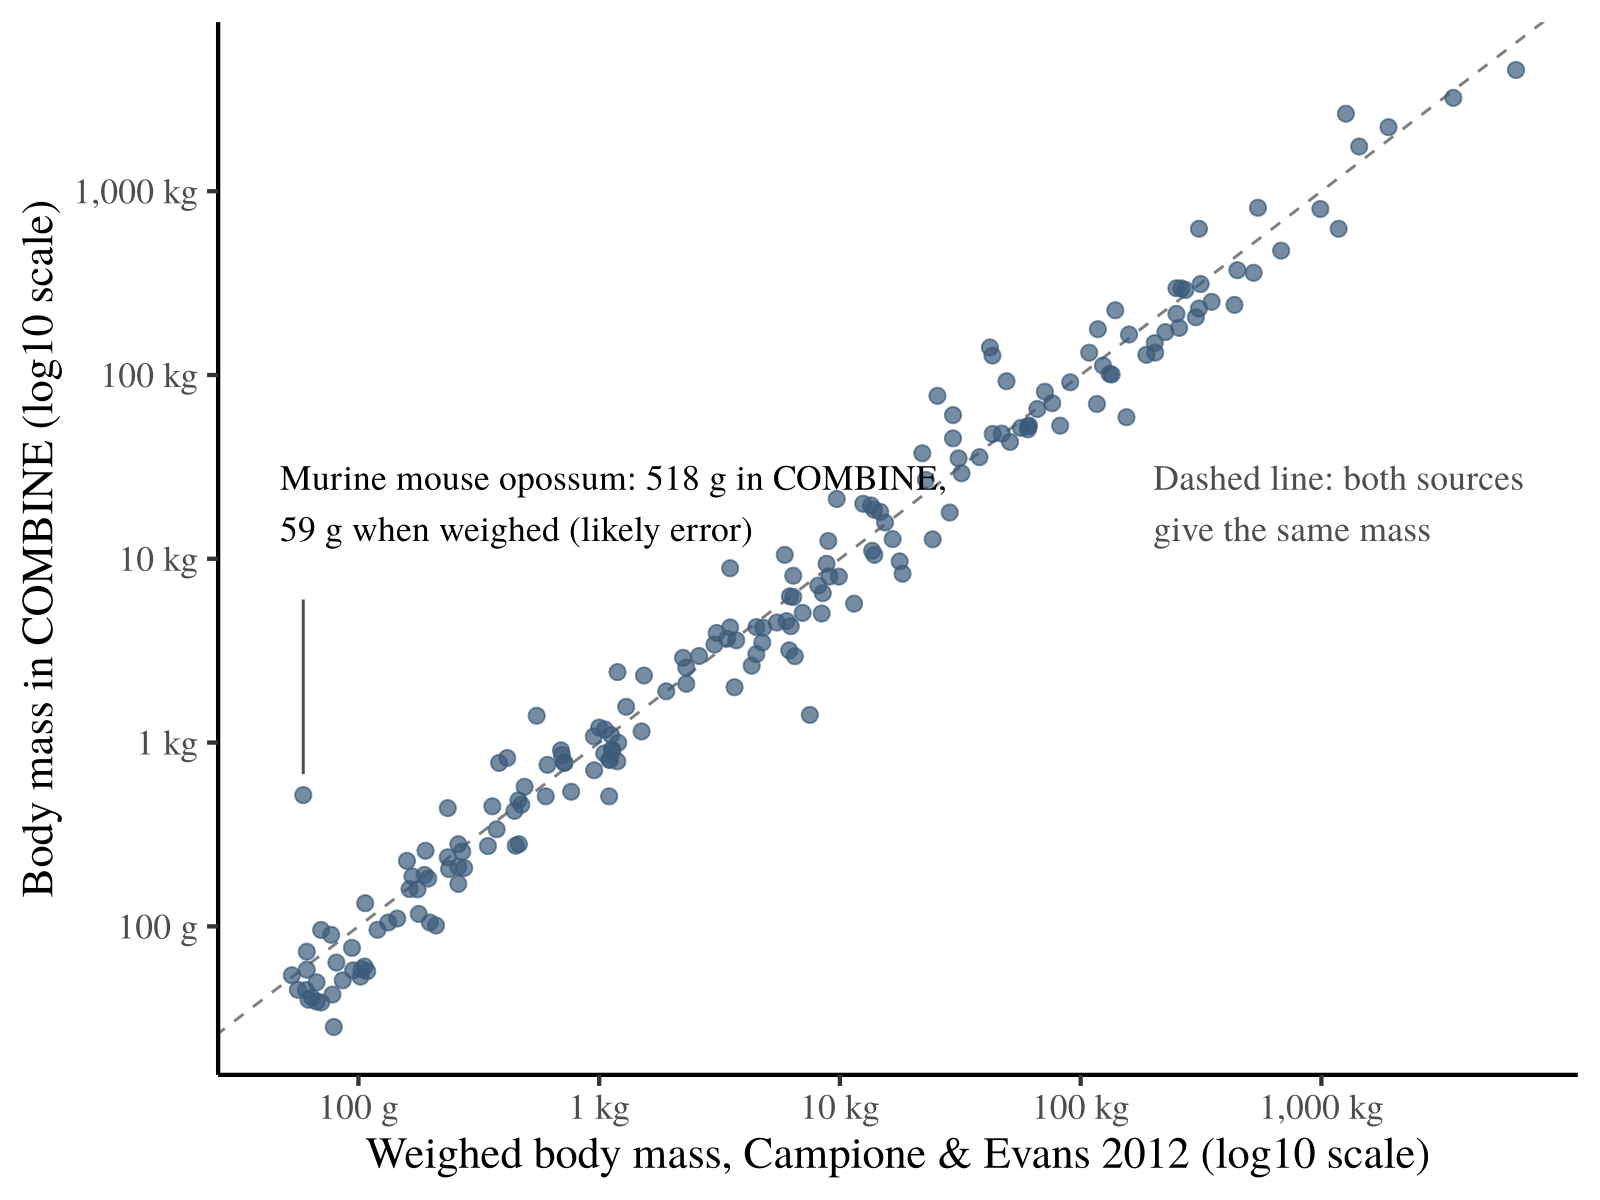 Body mass in COMBINE (log10 scale)
1,000 kg
100 kg
10 kg
1 kg
100 g
Murine mouse opossum: 518 g in COMBINE,
59 g when weighed (likely error)
Dashed line: both sources
give the same mass
100 g
1 kg
10 kg
100 kg
1,000 kg
Weighed body mass, Campione & Evans 2012 (log10 scale)